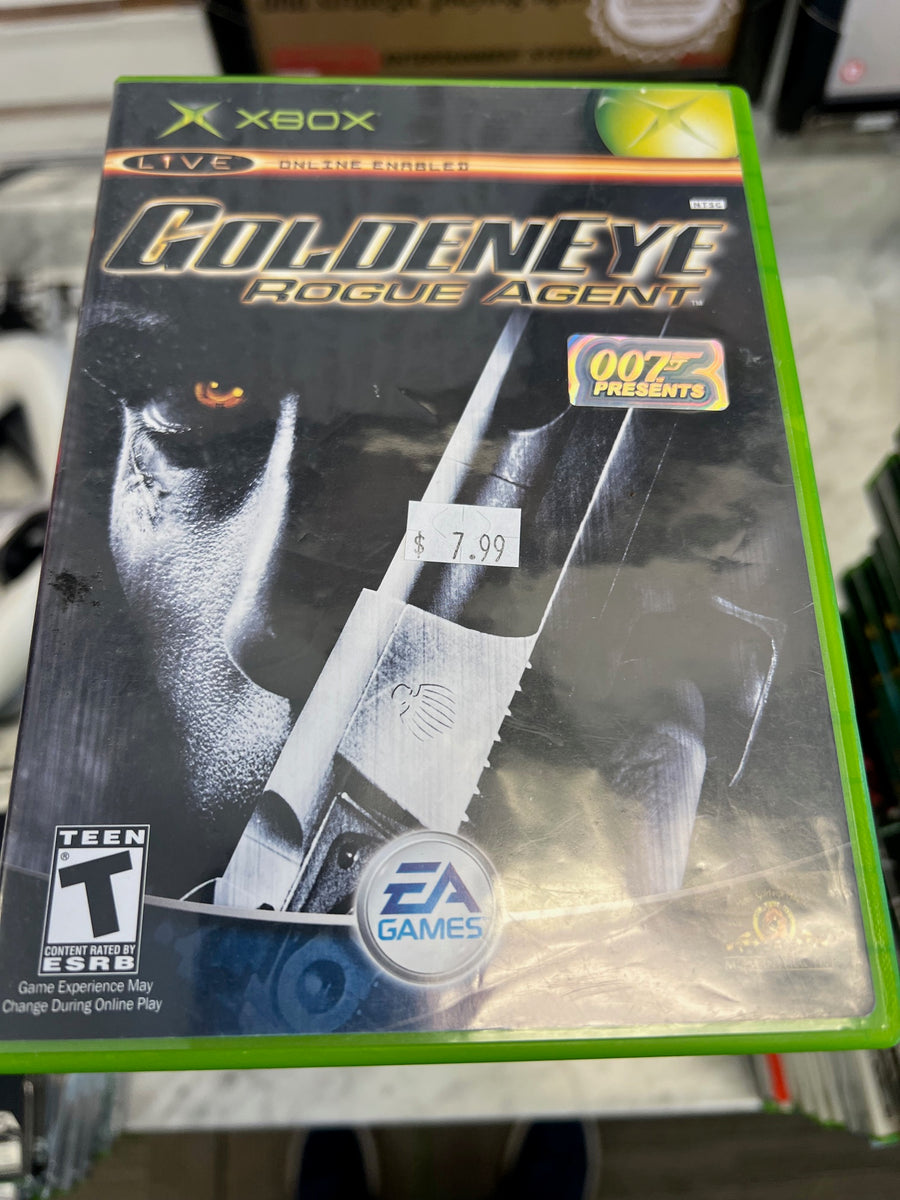 XBOX
LIVE ONLINE ENABLED
NTSC
GOLDENEYE
ROGUE AGENT™
007
PRESENTS
$ 7.99
TEEN
T
®
CONTENT RATED BY
ESRB
Game Experience May
Change During Online Play
EA
GAMES